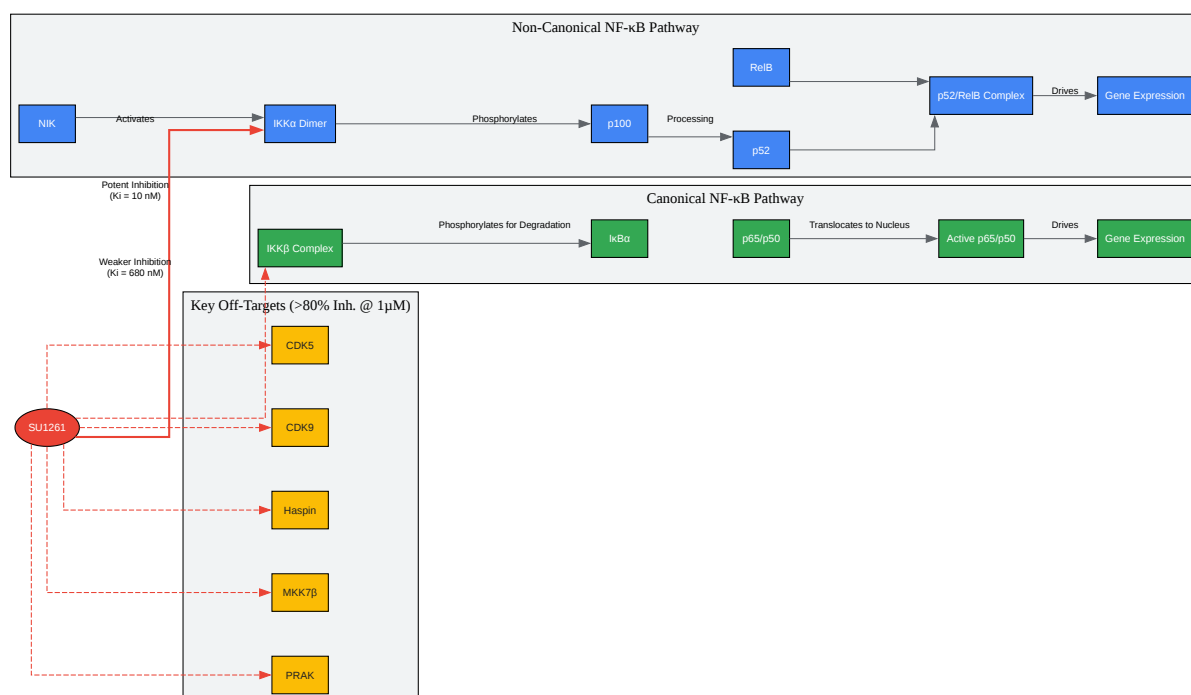 Non-Canonical NF-κB Pathway
RelB
NIK
Activates
IKKα Dimer
Phosphorylates
p100
Processing
p52
p52/RelB Complex
Drives
Gene Expression
Potent Inhibition
(Ki = 10 nM)
Canonical NF-κB Pathway
IKKβ Complex
Phosphorylates for Degradation
IκBα
p65/p50
Translocates to Nucleus
Active p65/p50
Drives
Gene Expression
Weaker Inhibition
(Ki = 680 nM)
Key Off-Targets (>80% Inh. @ 1µM)
CDK5
SU1261
CDK9
Haspin
MKK7β
PRAK